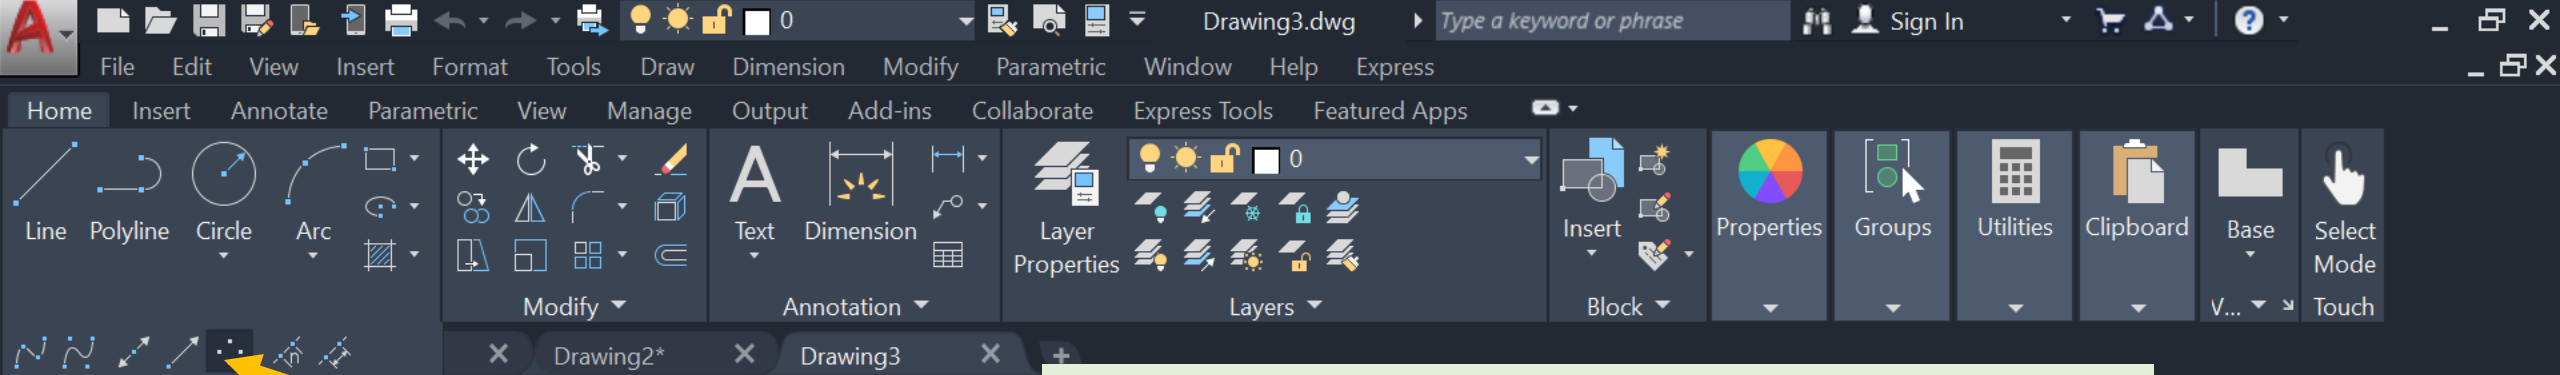 A 0 Drawing3.dwg Type a keyword or phrase Sign In ?
File Edit View Insert Format Tools Draw Dimension Modify Parametric Window Help Express
Home Insert Annotate Parametric View Manage Output Add-ins Collaborate Express Tools Featured Apps
0
Line Polyline Circle Arc A Text Dimension Layer Properties Insert Properties Groups Utilities Clipboard Base Select Mode
Modify Annotation Layers Block V... Touch
Drawing2* Drawing3